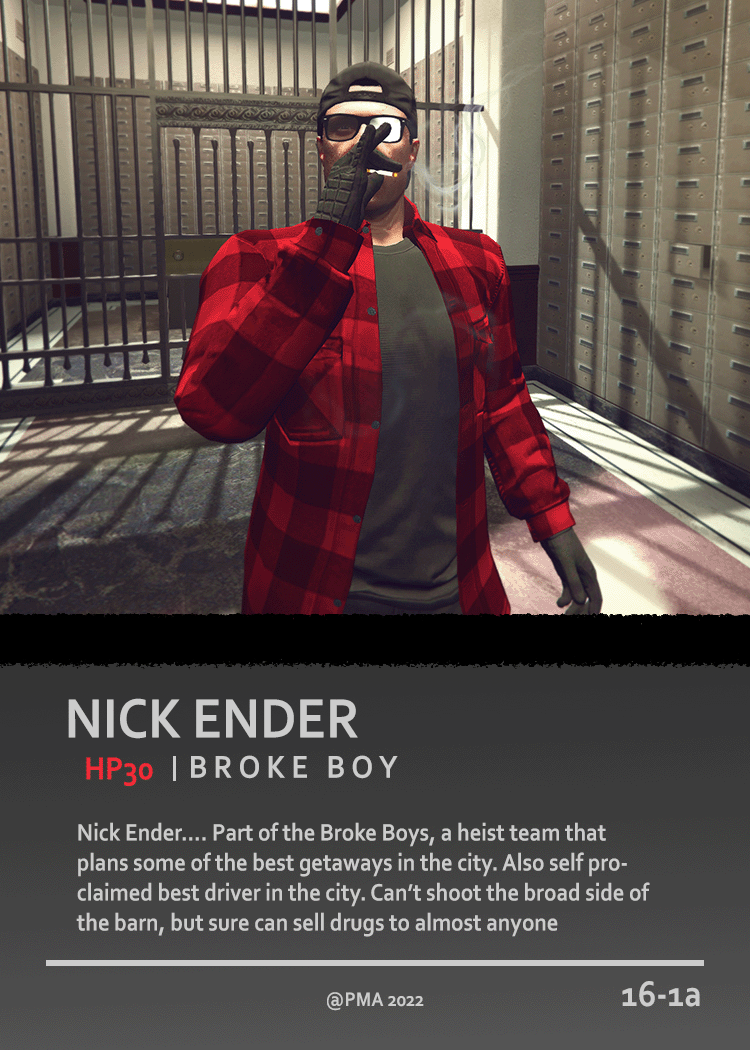 NICK ENDER
HP30 | BROKE BOY
Nick Ender.... Part of the Broke Boys, a heist team that
plans some of the best getaways in the city. Also self pro-
claimed best driver in the city. Can't shoot the broad side of
the barn, but sure can sell drugs to almost anyone
@PMA 2022
16-1a